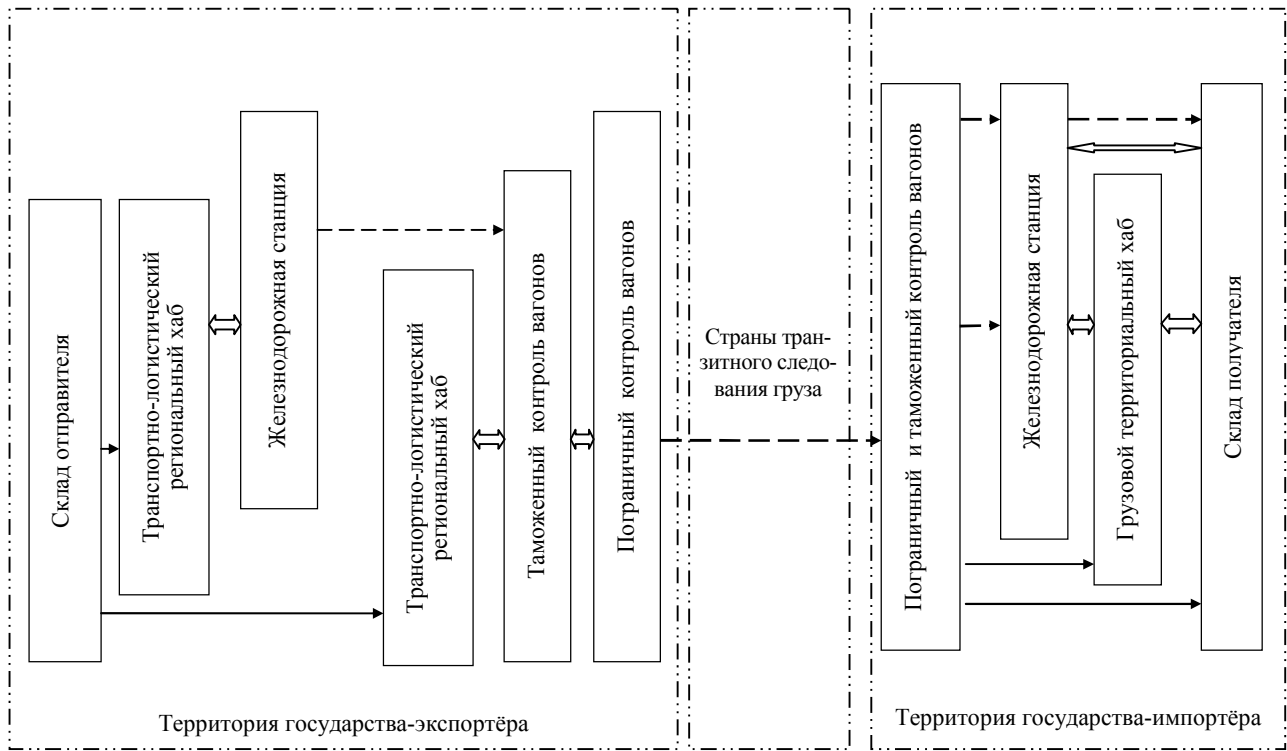 Склад отправителя
Транспортно-логистический
региональный хаб
Железнодорожная станция
Транспортно-логистический
региональный хаб
Таможенный контроль вагонов
Пограничный контроль вагонов
Страны тран-
зитного следо-
вания груза
Пограничный и таможенный контроль вагонов
Железнодорожная станция
Грузовой территориальный хаб
Склад получателя
Территория государства-экспортёра
Территория государства-импортёра